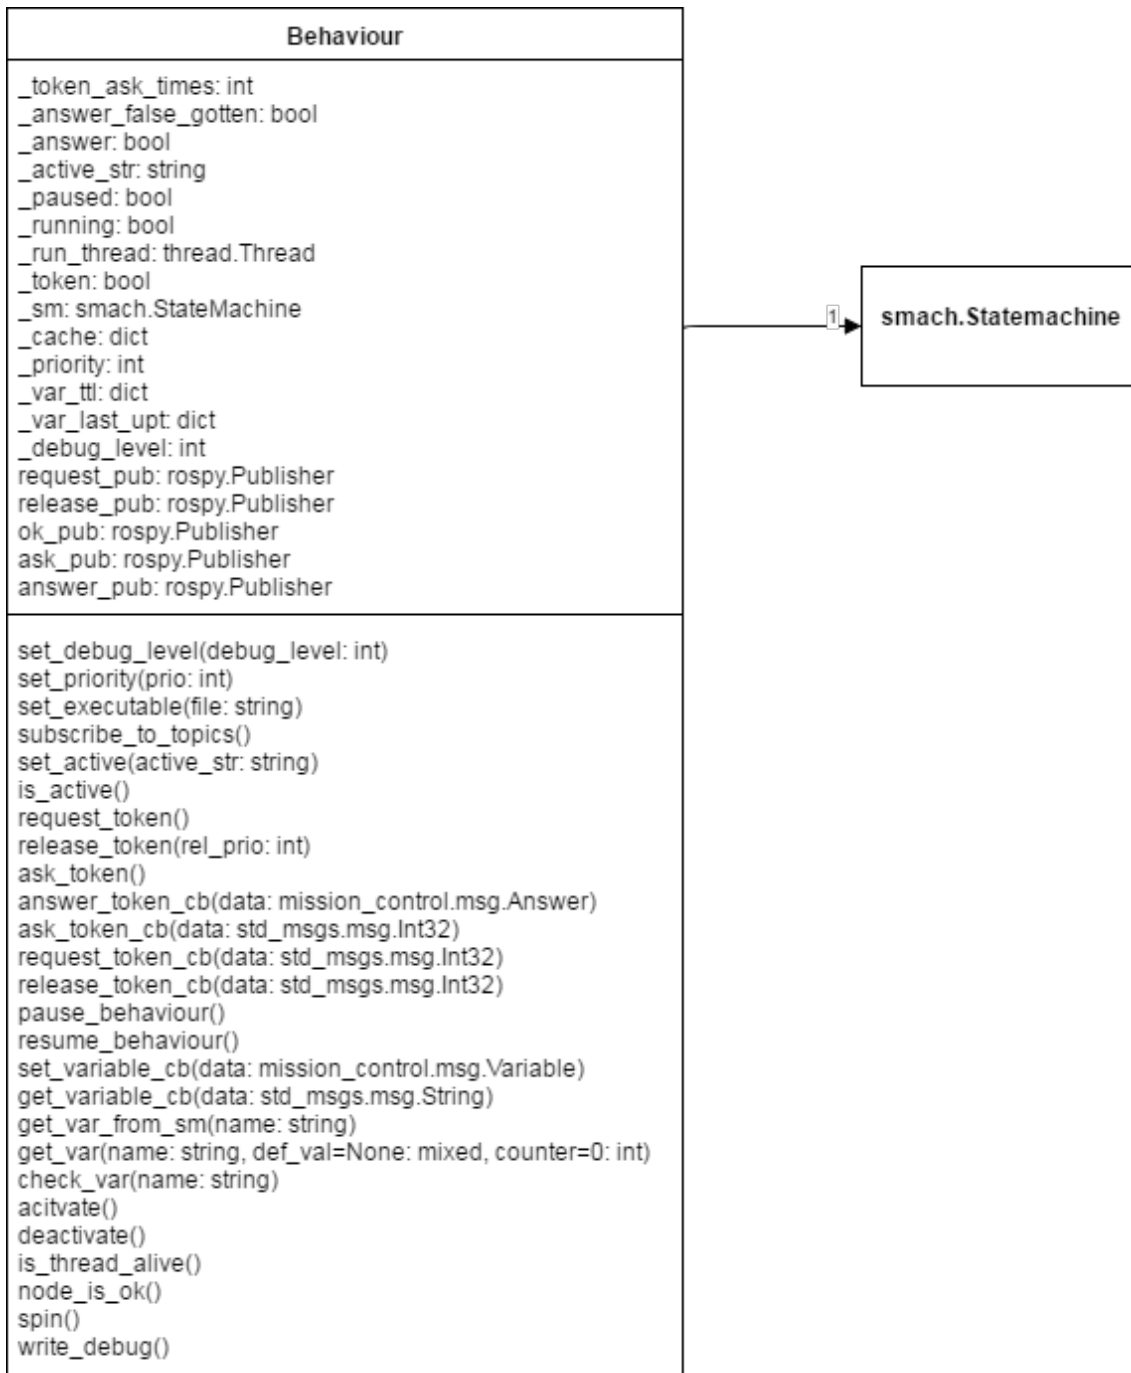 Behaviour
_token_ask_times: int
_answer_false_gotten: bool
_answer: bool
_active_str: string
_paused: bool
_running: bool
_run_thread: thread.Thread
_token: bool
_sm: smach.StateMachine
_cache: dict
_priority: int
_var_ttl: dict
_var_last_upt: dict
_debug_level: int
request_pub: rospy.Publisher
release_pub: rospy.Publisher
ok_pub: rospy.Publisher
ask_pub: rospy.Publisher
answer_pub: rospy.Publisher
set_debug_level(debug_level: int)
set_priority(prio: int)
set_executable(file: string)
subscribe_to_topics()
set_active(active_str: string)
is_active()
request_token()
release_token(rel_prio: int)
ask_token()
answer_token_cb(data: mission_control.msg.Answer)
ask_token_cb(data: std_msgs.msg.Int32)
request_token_cb(data: std_msgs.msg.Int32)
release_token_cb(data: std_msgs.msg.Int32)
pause_behaviour()
resume_behaviour()
set_variable_cb(data: mission_control.msg.Variable)
get_variable_cb(data: std_msgs.msg.String)
get_var_from_sm(name: string)
get_var(name: string, def_val=None: mixed, counter=0: int)
check_var(name: string)
acitvate()
deactivate()
is_thread_alive()
node_is_ok()
spin()
write_debug()
1
smach.Statemachine